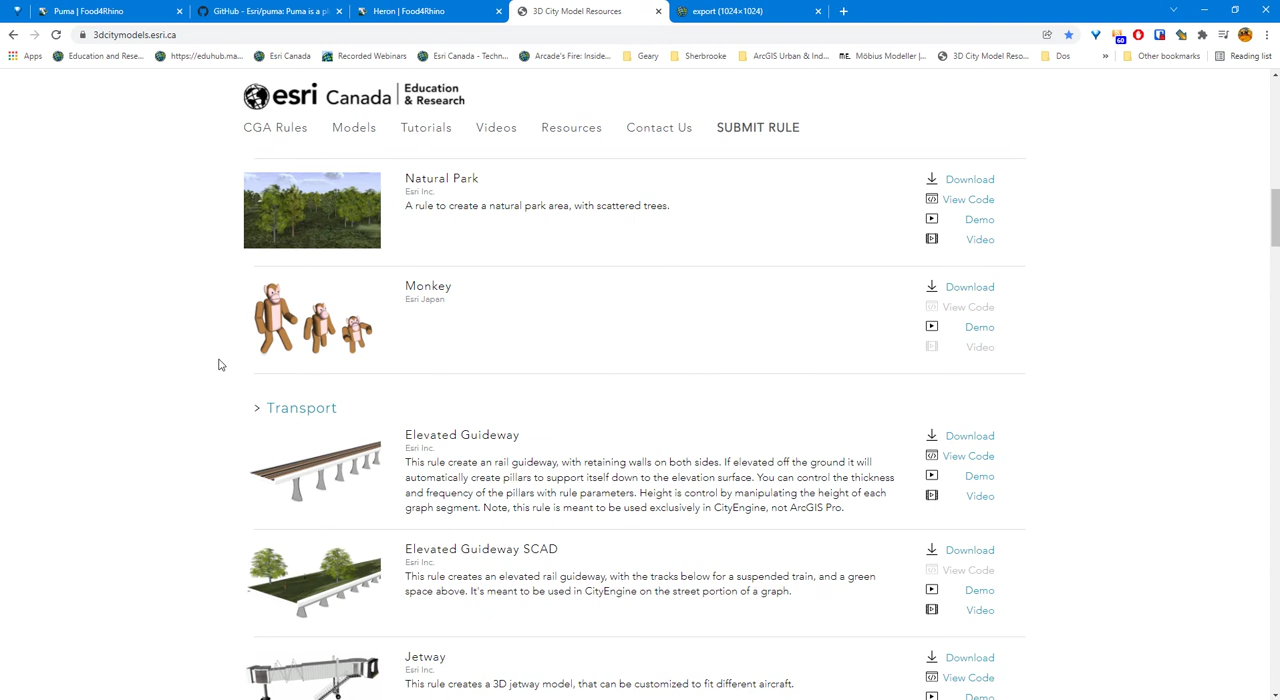 Puma | Food4Rhino
GitHub - Esri/puma: Puma is a pl
Heron | Food4Rhino
3D City Model Resources
export (1024×1024)
3dcitymodels.esri.ca
60
Apps
Education and Rese...
https://eduhub.ma...
Esri Canada
Recorded Webinars
Esri Canada - Techn...
Arcade's Fire: Inside...
Geary
Sherbrooke
ArcGIS Urban & Ind...
M.E. Möbius Modeller |...
3D City Model Reso...
Dos
»
Other bookmarks
Reading list
esri Canada | Education & Research
CGA Rules
Models
Tutorials
Videos
Resources
Contact Us
SUBMIT RULE
Natural Park
Esri Inc.
A rule to create a natural park area, with scattered trees.
Download
View Code
Demo
Video
Monkey
Esri Japan
Download
View Code
Demo
Video
> Transport
Elevated Guideway
Esri Inc.
This rule create an rail guideway, with retaining walls on both sides. If elevated off the ground it will
automatically create pillars to support itself down to the elevation surface. You can control the thickness
and frequency of the pillars with rule parameters. Height is control by manipulating the height of each
graph segment. Note, this rule is meant to be used exclusively in CityEngine, not ArcGIS Pro.
Download
View Code
Demo
Video
Elevated Guideway SCAD
Esri Inc.
This rule creates an elevated rail guideway, with the tracks below for a suspended train, and a green
space above. It's meant to be used in CityEngine on the street portion of a graph.
Download
View Code
Demo
Video
Jetway
Esri Inc.
This rule creates a 3D jetway model, that can be customized to fit different aircraft.
Download
View Code
Demo